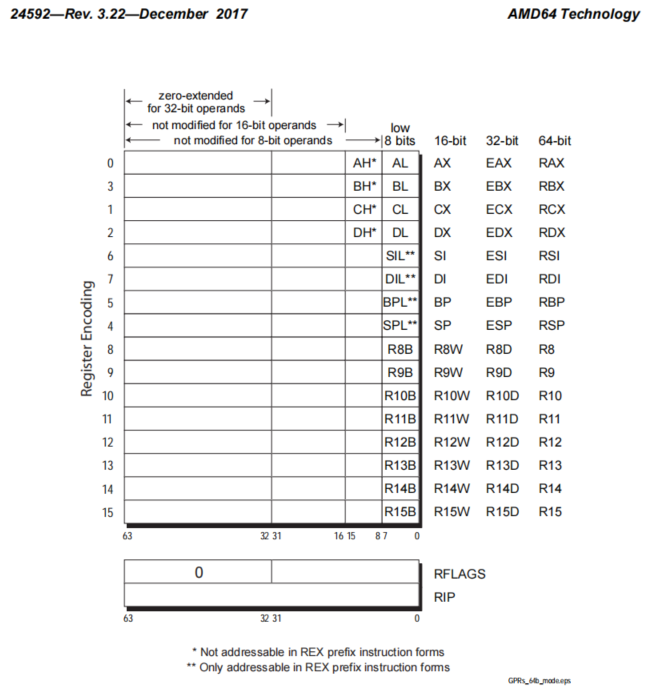 24592—Rev. 3.22—December 2017 AMD64 Technology
zero-extended
for 32-bit operands
not modified for 16-bit operands low
not modified for 8-bit operands 8 bits 16-bit 32-bit 64-bit
0 AH* AL AX EAX RAX
3 BH* BL BX EBX RBX
1 CH* CL CX ECX RCX
2 DH* DL DX EDX RDX
6 SIL** SI ESI RSI
7 DIL** DI EDI RDI
5 BPL** BP EBP RBP
4 SPL** SP ESP RSP
8 R8B R8W R8D R8
9 R9B R9W R9D R9
10 R10B R10W R10D R10
11 R11B R11W R11D R11
12 R12B R12W R12D R12
13 R13B R13W R13D R13
14 R14B R14W R14D R14
15 R15B R15W R15D R15
Register Encoding
63 32 31 16 15 8 7 0
0 RFLAGS
RIP
63 32 31 0
* Not addressable in REX prefix instruction forms
** Only addressable in REX prefix instruction forms
GPRs_64b_mode.eps